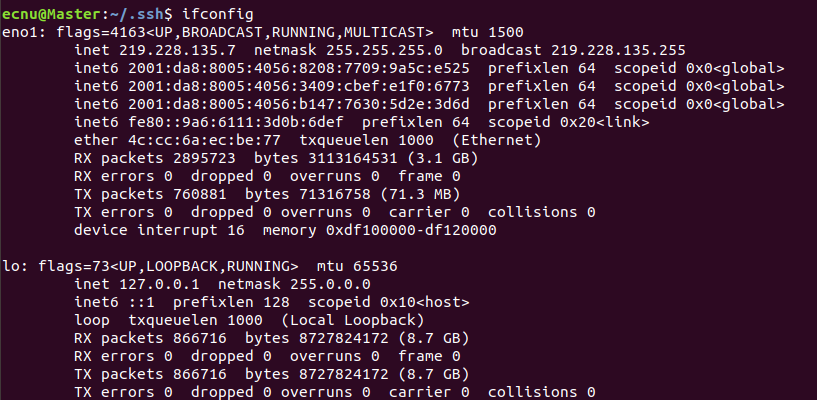 ecnu@Master:~/.ssh$ ifconfig
eno1: flags=4163<UP,BROADCAST,RUNNING,MULTICAST>  mtu 1500
        inet 219.228.135.7  netmask 255.255.255.0  broadcast 219.228.135.255
        inet6 2001:da8:8005:4056:8208:7709:9a5c:e525  prefixlen 64  scopeid 0x0<global>
        inet6 2001:da8:8005:4056:3409:cbef:e1f0:6773  prefixlen 64  scopeid 0x0<global>
        inet6 2001:da8:8005:4056:b147:7630:5d2e:3d6d  prefixlen 64  scopeid 0x0<global>
        inet6 fe80::9a6:6111:3d0b:6def  prefixlen 64  scopeid 0x20<link>
        ether 4c:cc:6a:ec:be:77  txqueuelen 1000  (Ethernet)
        RX packets 2895723  bytes 3113164531 (3.1 GB)
        RX errors 0  dropped 0  overruns 0  frame 0
        TX packets 760881  bytes 71316758 (71.3 MB)
        TX errors 0  dropped 0 overruns 0  carrier 0  collisions 0
        device interrupt 16  memory 0xdf100000-df120000
lo: flags=73<UP,LOOPBACK,RUNNING>  mtu 65536
        inet 127.0.0.1  netmask 255.0.0.0
        inet6 ::1  prefixlen 128  scopeid 0x10<host>
        loop  txqueuelen 1000  (Local Loopback)
        RX packets 866716  bytes 8727824172 (8.7 GB)
        RX errors 0  dropped 0  overruns 0  frame 0
        TX packets 866716  bytes 8727824172 (8.7 GB)
        TX errors 0  dropped 0 overruns 0  carrier 0  collisions 0